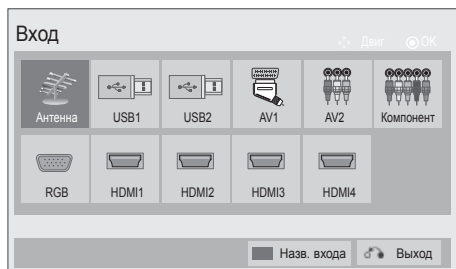 Вход
Двиг OK
Антенна USB1 USB2 AV1 AV2 Компонент
RGB HDMI1 HDMI2 HDMI3 HDMI4
Назв. входа Выход